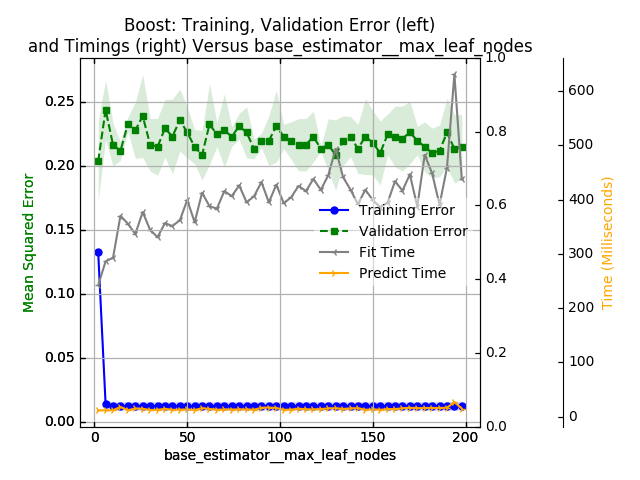 Boost: Training, Validation Error (left)
and Timings (right) Versus base_estimator__max_leaf_nodes
Mean Squared Error
0.25
0.20
0.15
0.10
0.05
0.00
0
50
100
150
200
base_estimator__max_leaf_nodes
1.0
0.8
0.6
0.4
0.2
0.0
600
500
400
300
200
100
0
Time (Milliseconds)
Training Error
Validation Error
Fit Time
Predict Time